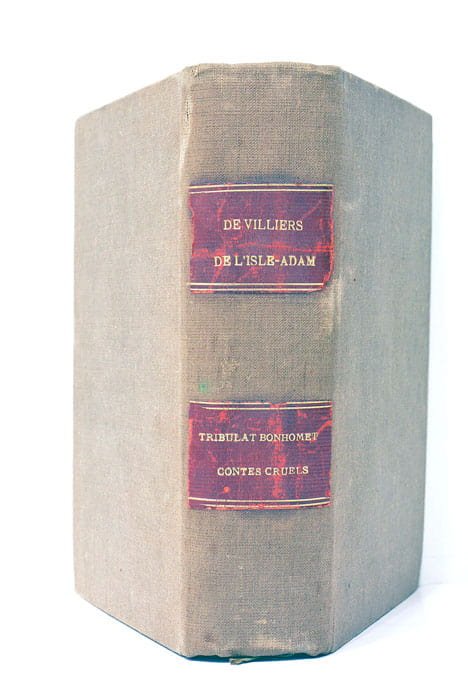 DE VILLIERS
DE L'ISLE-ADAM
TRIBULAT BONHOMET
CONTES CRUELS